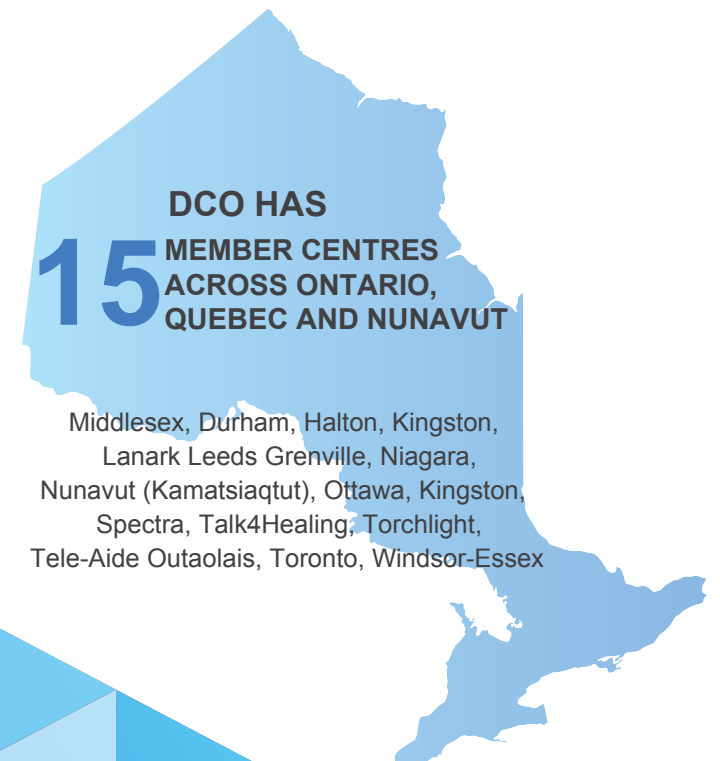 DCO HAS
15
MEMBER CENTRES
ACROSS ONTARIO,
QUEBEC AND NUNAVUT
Middlesex, Durham, Halton, Kingston,
Lanark Leeds Grenville, Niagara,
Nunavut (Kamatsiaqtut), Ottawa, Kingston,
Spectra, Talk4Healing, Torchlight,
Tele-Aide Outaolais, Toronto, Windsor-Essex